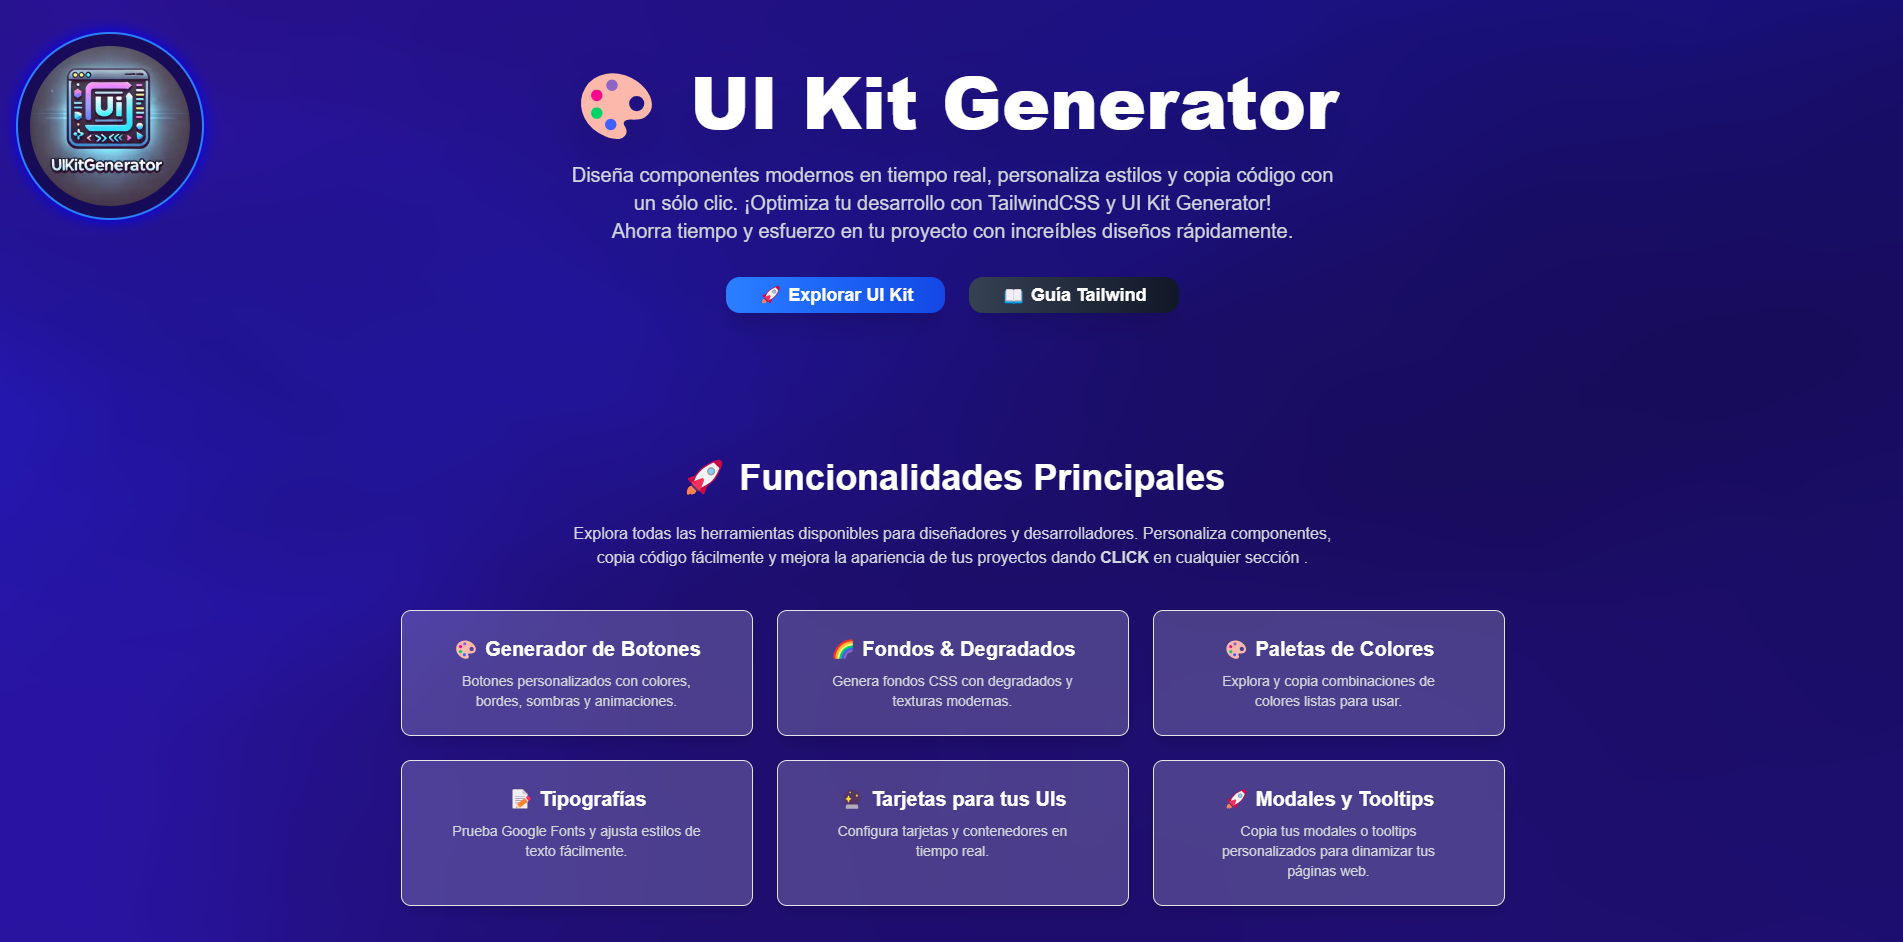 Ui
UIKitGenerator
🎨 UI Kit Generator
Diseña componentes modernos en tiempo real, personaliza estilos y copia código con
un sólo clic. ¡Optimiza tu desarrollo con TailwindCSS y UI Kit Generator!
Ahorra tiempo y esfuerzo en tu proyecto con increíbles diseños rápidamente.
🚀 Explorar UI Kit
📖 Guía Tailwind
🚀 Funcionalidades Principales
Explora todas las herramientas disponibles para diseñadores y desarrolladores. Personaliza componentes,
copia código fácilmente y mejora la apariencia de tus proyectos dando CLICK en cualquier sección .
🎨 Generador de Botones
Botones personalizados con colores,
bordes, sombras y animaciones.
🌈 Fondos & Degradados
Genera fondos CSS con degradados y
texturas modernas.
🎨 Paletas de Colores
Explora y copia combinaciones de
colores listas para usar.
📝 Tipografías
Prueba Google Fonts y ajusta estilos de
texto fácilmente.
🔮 Tarjetas para tus UIs
Configura tarjetas y contenedores en
tiempo real.
🚀 Modales y Tooltips
Copia tus modales o tooltips
personalizados para dinamizar tus
páginas web.